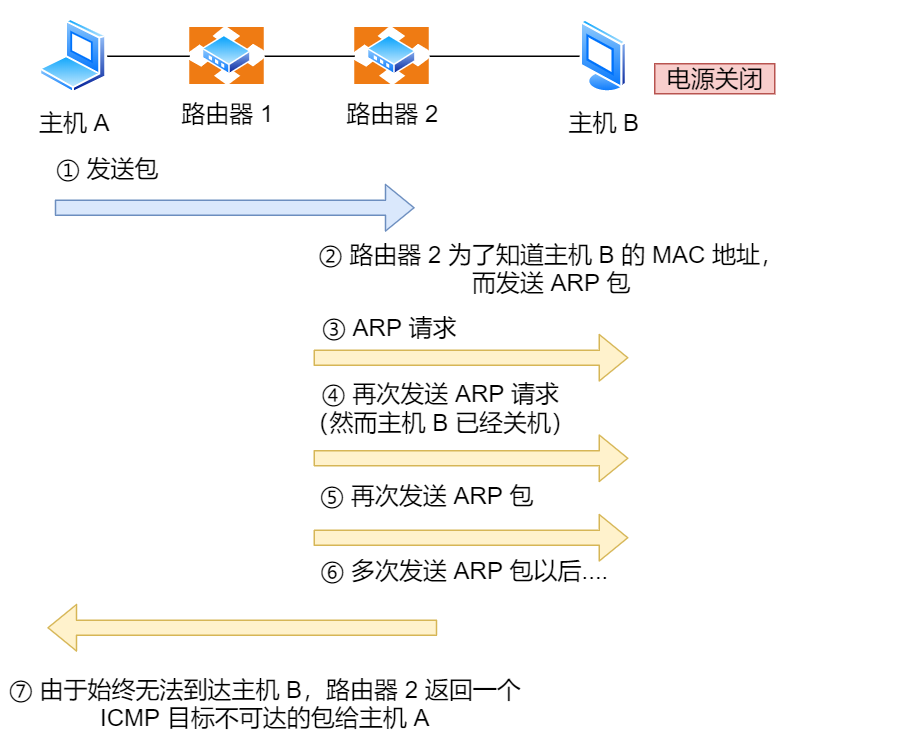 电源关闭
主机 A
路由器 1
路由器 2
主机 B
① 发送包
② 路由器 2 为了知道主机 B 的 MAC 地址，
而发送 ARP 包
③ ARP 请求
④ 再次发送 ARP 请求
（然而主机 B 已经关机）
⑤ 再次发送 ARP 包
⑥ 多次发送 ARP 包以后....
⑦ 由于始终无法到达主机 B，路由器 2 返回一个
ICMP 目标不可达的包给主机 A